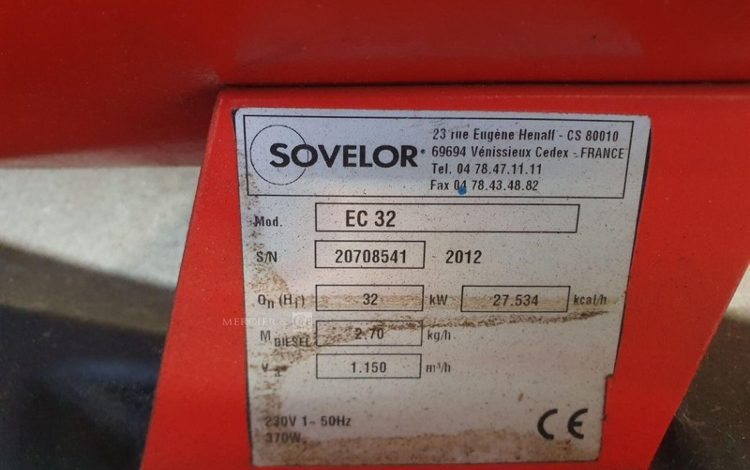 SOVELOR
23 rue Eugène Henaff - CS 80010
69694 Vénissieux Cedex - FRANCE
Tel. 04 78.47.11.11
Fax 04 78.43.48.82
Mod. EC 32
S/N 20708541 - 2012
Qn (Hi) 32 kW 27.534 kcal/h
M DIESEL 2.70 kg/h
V 1.150 m³/h
230V 1~ 50Hz
370W
CE